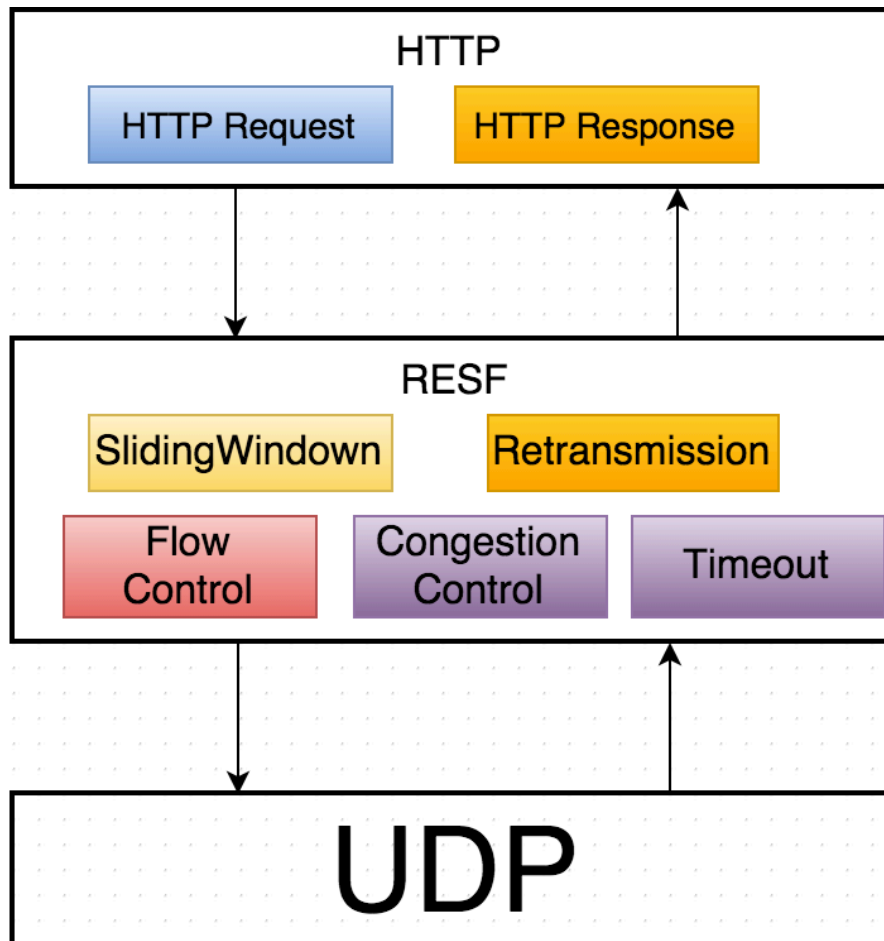 HTTP
HTTP Request
HTTP Response
RESF
SlidingWindown
Retransmission
Flow
Control
Congestion
Control
Timeout
UDP